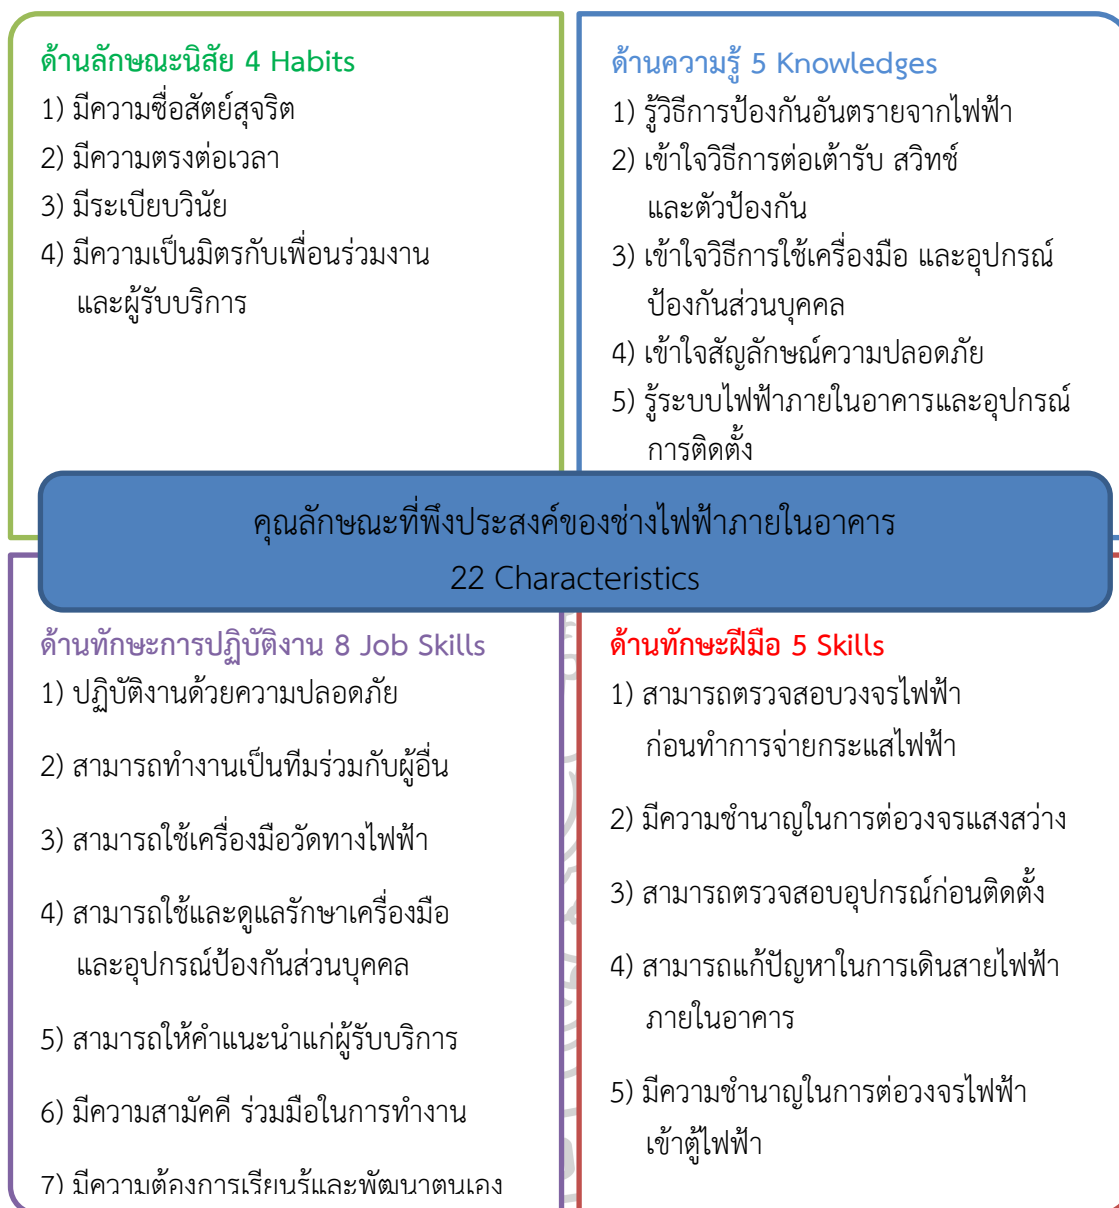 ด้านลักษณะนิสัย 4 Habits
1) มีความซื่อสัตย์สุจริต
2) มีความตรงต่อเวลา
3) มีระเบียบวินัย
4) มีความเป็นมิตรกับเพื่อนร่วมงาน
และผู้รับบริการ
ด้านความรู้ 5 Knowledges
1) รู้วิธีการป้องกันอันตรายจากไฟฟ้า
2) เข้าใจวิธีการต่อเต้ารับ สวิทช์
และตัวป้องกัน
3) เข้าใจวิธีการใช้เครื่องมือ และอุปกรณ์
ป้องกันส่วนบุคคล
4) เข้าใจสัญลักษณ์ความปลอดภัย
5) รู้ระบบไฟฟ้าภายในอาคารและอุปกรณ์
การติดตั้ง
คุณลักษณะที่พึงประสงค์ของช่างไฟฟ้าภายในอาคาร
22 Characteristics
ด้านทักษะการปฏิบัติงาน 8 Job Skills
1) ปฏิบัติงานด้วยความปลอดภัย
2) สามารถทำงานเป็นทีมร่วมกับผู้อื่น
3) สามารถใช้เครื่องมือวัดทางไฟฟ้า
4) สามารถใช้และดูแลรักษาเครื่องมือ
และอุปกรณ์ป้องกันส่วนบุคคล
5) สามารถให้คำแนะนำแก่ผู้รับบริการ
6) มีความสามัคคี ร่วมมือในการทำงาน
7) มีความต้องการเรียนรู้และพัฒนาตนเอง
ด้านทักษะฝีมือ 5 Skills
1) สามารถตรวจสอบวงจรไฟฟ้า
ก่อนทำการจ่ายกระแสไฟฟ้า
2) มีความชำนาญในการต่อวงจรแสงสว่าง
3) สามารถตรวจสอบอุปกรณ์ก่อนติดตั้ง
4) สามารถแก้ปัญหาในการเดินสายไฟฟ้า
ภายในอาคาร
5) มีความชำนาญในการต่อวงจรไฟฟ้า
เข้าตู้ไฟฟ้า